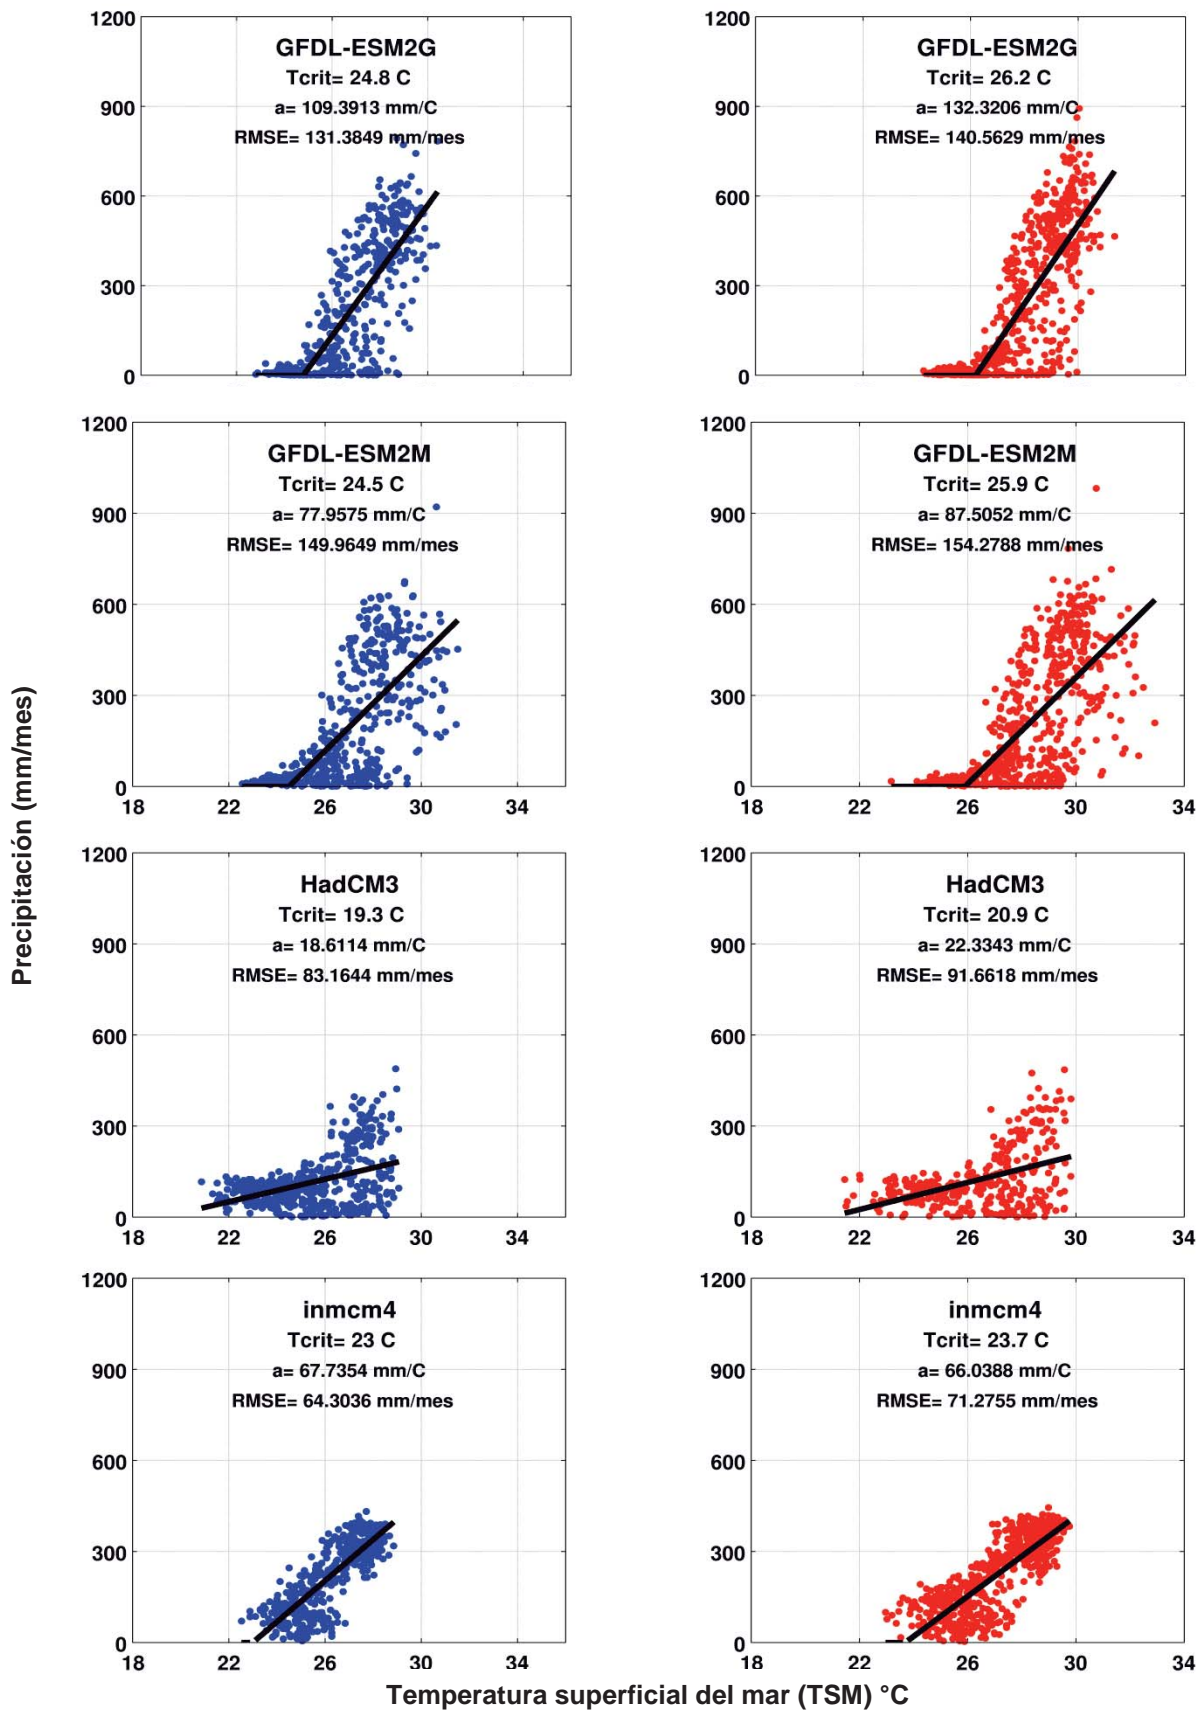 1200
900
600
300
0
GFDL-ESM2G
Tcrit= 24.8 C
a= 109.3913 mm/C
RMSE= 131.3849 mm/mes
GFDL-ESM2G
Tcrit= 26.2 C
a= 132.3206 mm/C
RMSE= 140.5629 mm/mes
1200
900
600
300
0
1200
900
600
300
0
GFDL-ESM2M
Tcrit= 24.5 C
a= 77.9575 mm/C
RMSE= 149.9649 mm/mes
18 22 26 30 34
1200
900
600
300
0
GFDL-ESM2M
Tcrit= 25.9 C
a= 87.5052 mm/C
RMSE= 154.2788 mm/mes
18 22 26 30 34
Precipitación (mm/mes)
1200
900
600
300
0
HadCM3
Tcrit= 19.3 C
a= 18.6114 mm/C
RMSE= 83.1644 mm/mes
18 22 26 30 34
1200
900
600
300
0
HadCM3
Tcrit= 20.9 C
a= 22.3343 mm/C
RMSE= 91.6618 mm/mes
18 22 26 30 34
1200
900
600
300
0
inmcm4
Tcrit= 23 C
a= 67.7354 mm/C
RMSE= 64.3036 mm/mes
18 22 26 30 34
1200
900
600
300
0
inmcm4
Tcrit= 23.7 C
a= 66.0388 mm/C
RMSE= 71.2755 mm/mes
18 22 26 30 34
Temperatura superficial del mar (TSM) °C